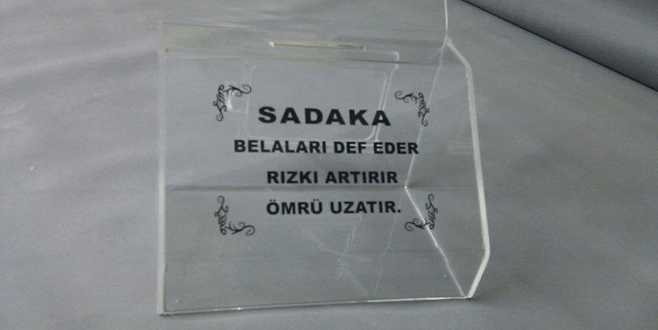 SADAKA
BELALARI DEF EDER
RIZKI ARTIRIR
ÖMRÜ UZATIR.